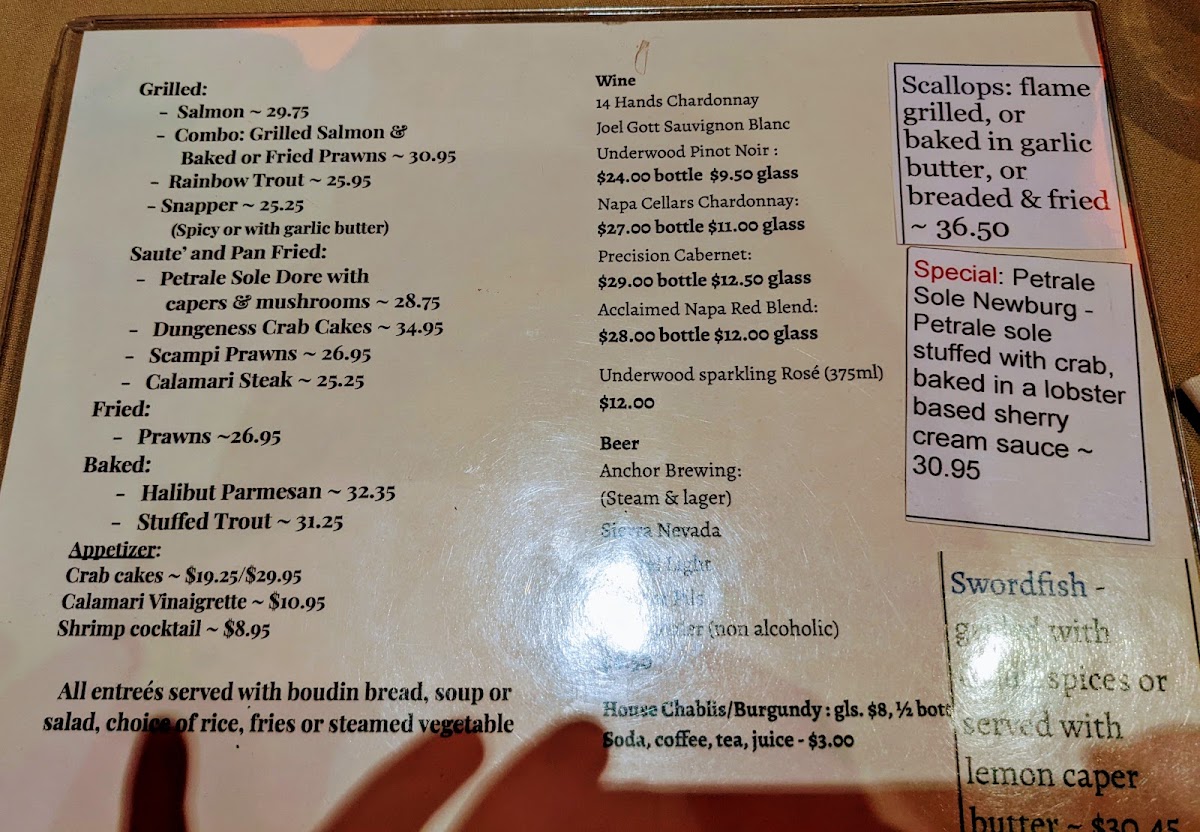 Grilled:
- Salmon ~ 29.75
- Combo: Grilled Salmon &
Baked or Fried Prawns ~ 30.95
- Rainbow Trout ~ 25.95
- Snapper ~ 25.25
(Spicy or with garlic butter)
Saute' and Pan Fried:
- Petrale Sole Dore with
capers & mushrooms ~ 28.75
- Dungeness Crab Cakes ~ 34.95
- Scampi Prawns ~ 26.95
- Calamari Steak ~ 25.25
Fried:
- Prawns ~26.95
Baked:
- Halibut Parmesan ~ 32.35
- Stuffed Trout ~ 31.25
Appetizer:
Crab cakes ~ $19.25/$29.95
Calamari Vinaigrette ~ $10.95
Shrimp cocktail ~ $8.95
All entreés served with boudin bread, soup or
salad, choice of rice, fries or steamed vegetable
Wine
14 Hands Chardonnay
Joel Gott Sauvignon Blanc
Underwood Pinot Noir :
$24.00 bottle $9.50 glass
Napa Cellars Chardonnay:
$27.00 bottle $11.00 glass
Precision Cabernet:
$29.00 bottle $12.50 glass
Acclaimed Napa Red Blend:
$28.00 bottle $12.00 glass
Underwood sparkling Rosé (375ml)
$12.00
Beer
Anchor Brewing:
(Steam & lager)
Sierra Nevada
Light
(non alcoholic)
House Chablis/Burgundy : gls. $8, ½ bott
Soda, coffee, tea, juice - $3.00
Scallops: flame
grilled, or
baked in garlic
butter, or
breaded & fried
~ 36.50
Special: Petrale
Sole Newburg -
Petrale sole
stuffed with crab,
baked in a lobster
based sherry
cream sauce ~
30.95
Swordfish -
grilled with
spices or
served with
lemon caper
butter ~ $30.45